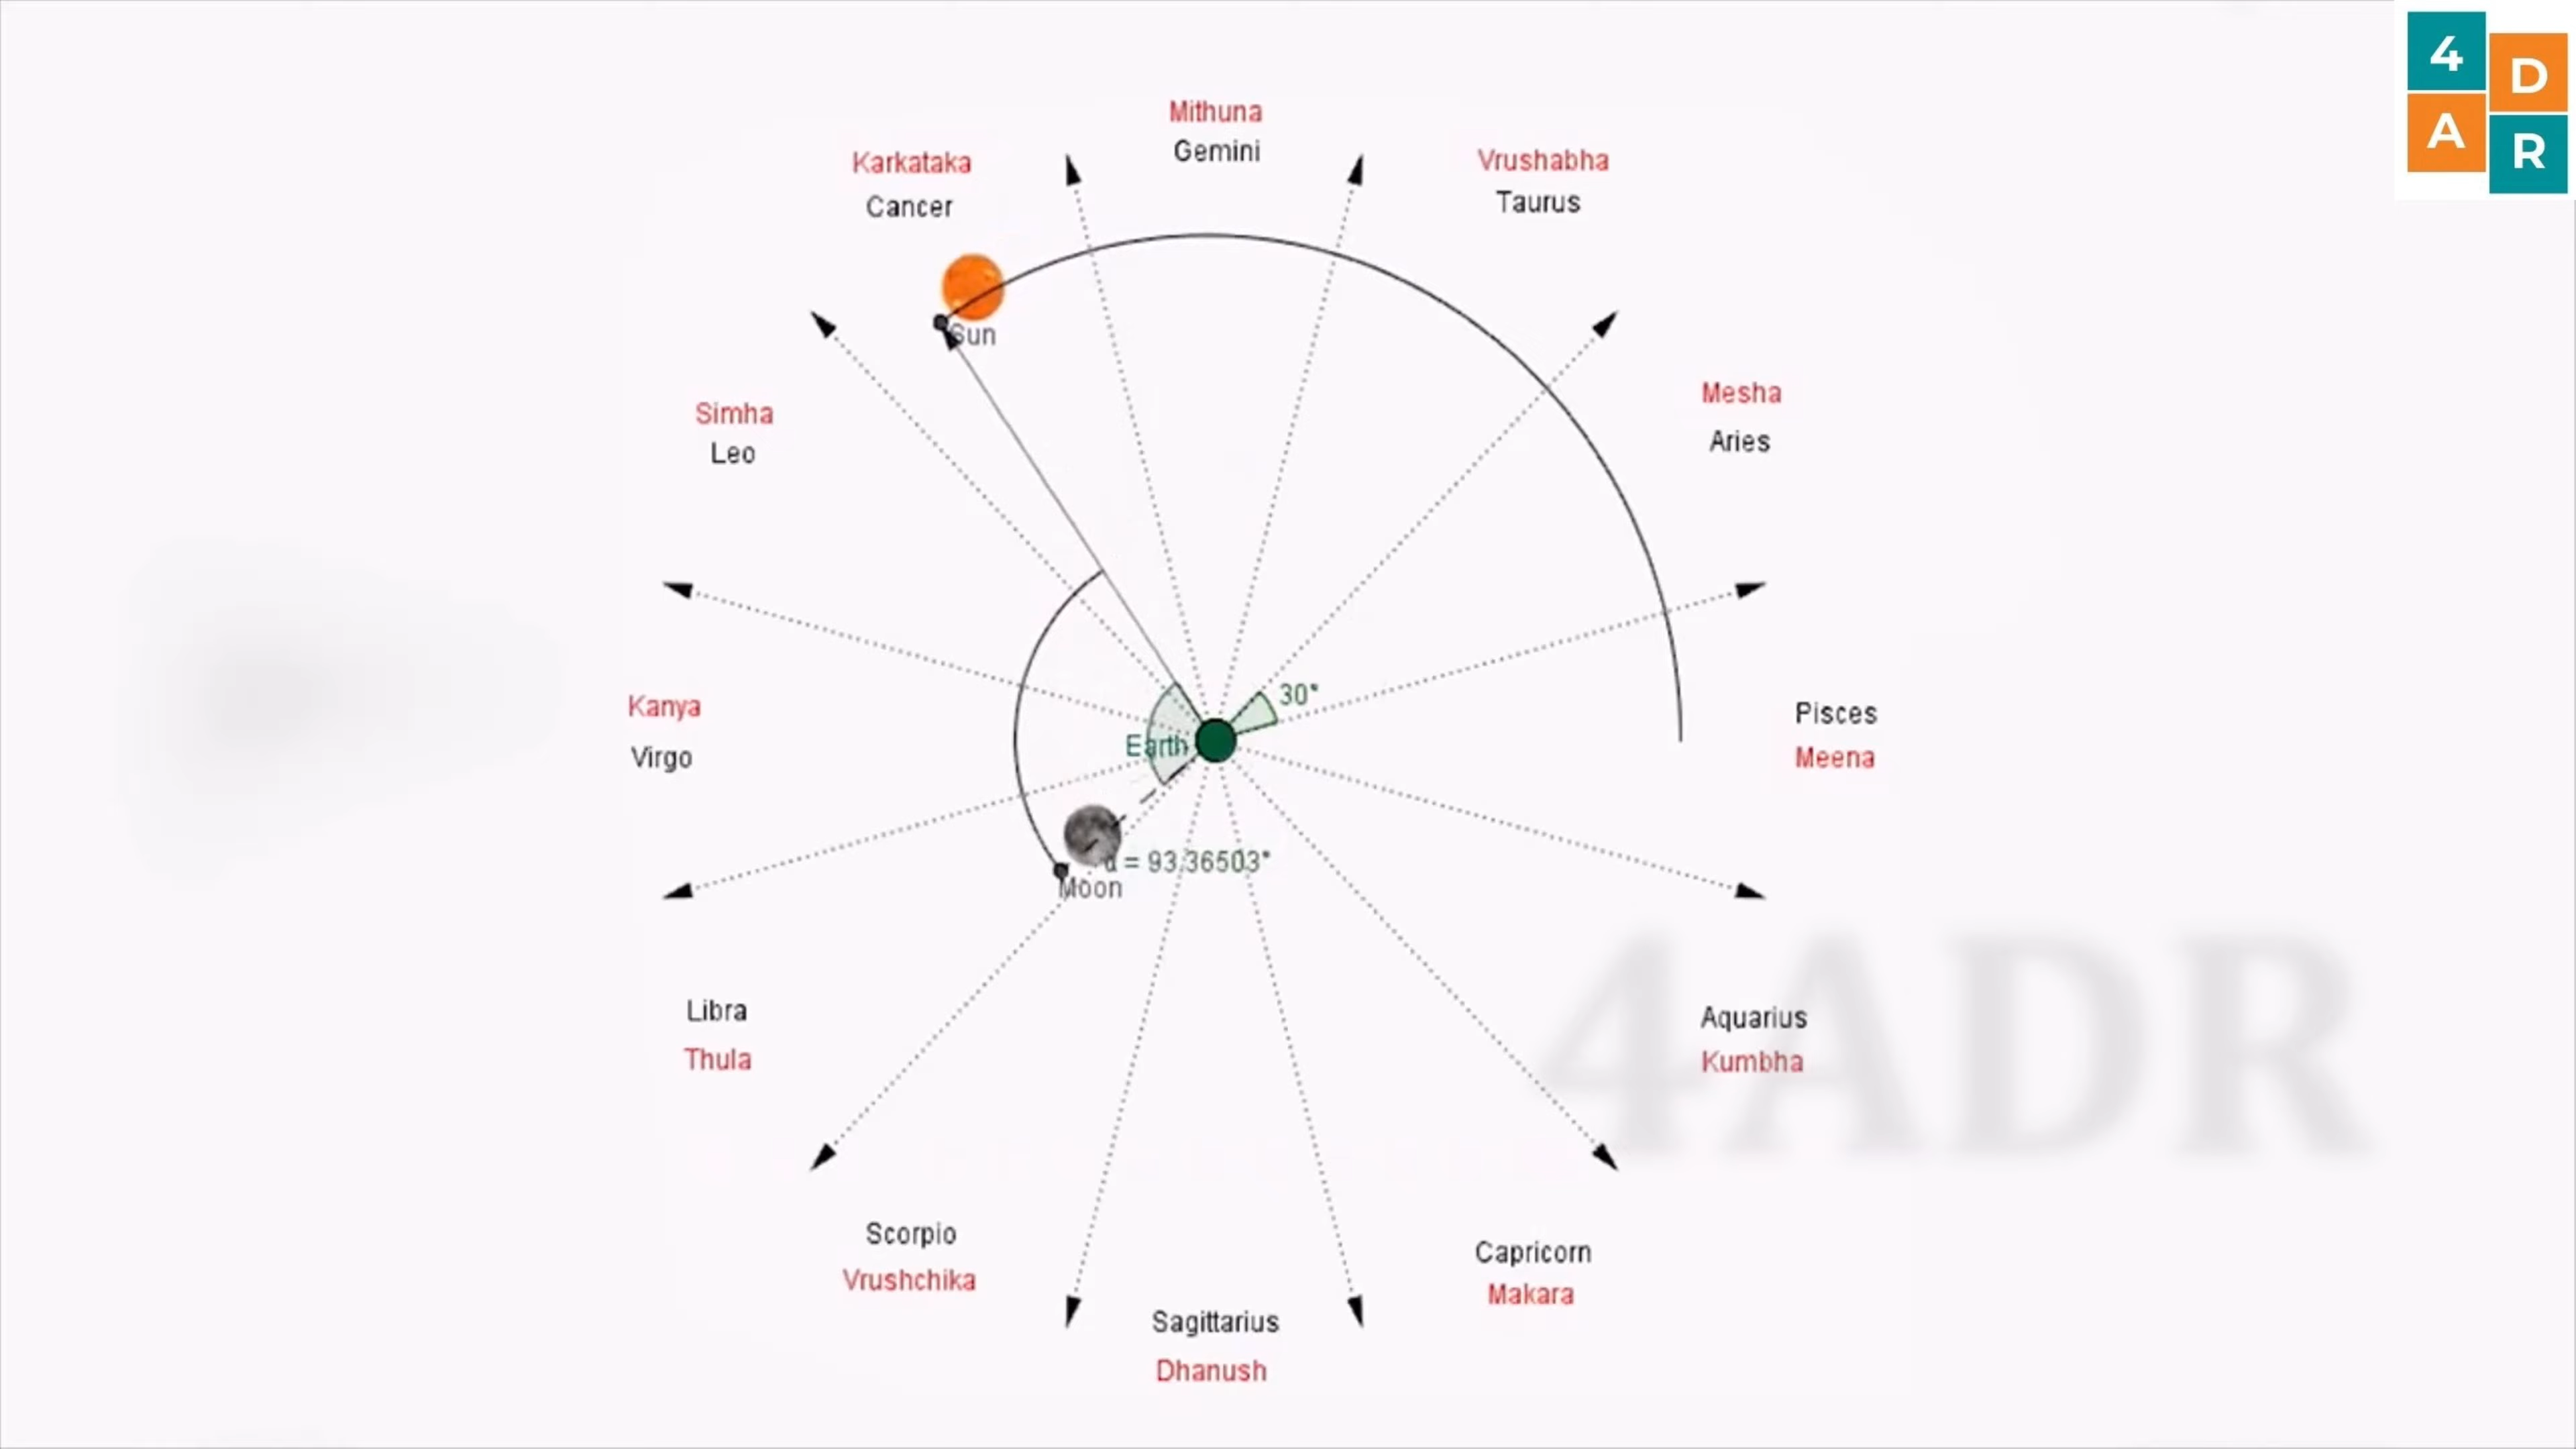 4
D
A
R
Mithuna
Gemini
Karkataka
Cancer
Vrushabha
Taurus
Sun
Mesha
Aries
Simha
Leo
30°
Kanya
Virgo
Earth
Pisces
Meena
α = 93.36503°
Moon
Libra
Thula
Aquarius
Kumbha
4ADR
Scorpio
Vrushchika
Capricorn
Makara
Sagittarius
Dhanush